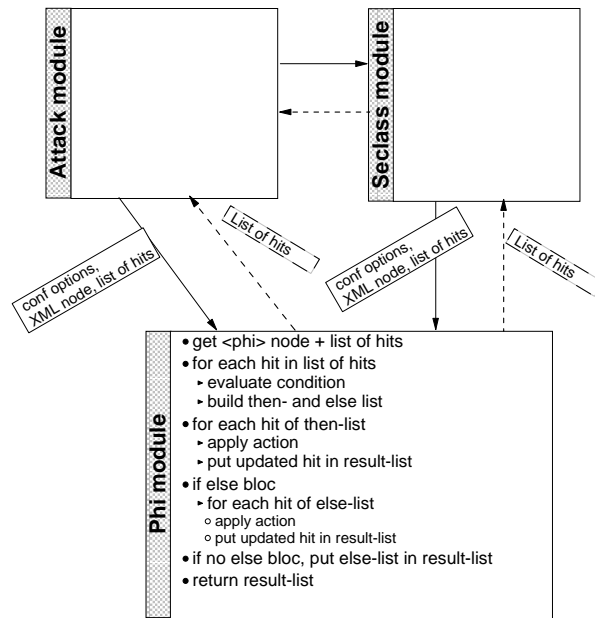 Attack module
Seclass module
List of hits
conf options,
XML node, list of hits
List of hits
conf options,
XML node, list of hits
Phi module
• get <phi> node + list of hits
• for each hit in list of hits
► evaluate condition
► build then- and else list
• for each hit of then-list
► apply action
► put updated hit in result-list
• if else bloc
► for each hit of else-list
○ apply action
○ put updated hit in result-list
• if no else bloc, put else-list in result-list
• return result-list